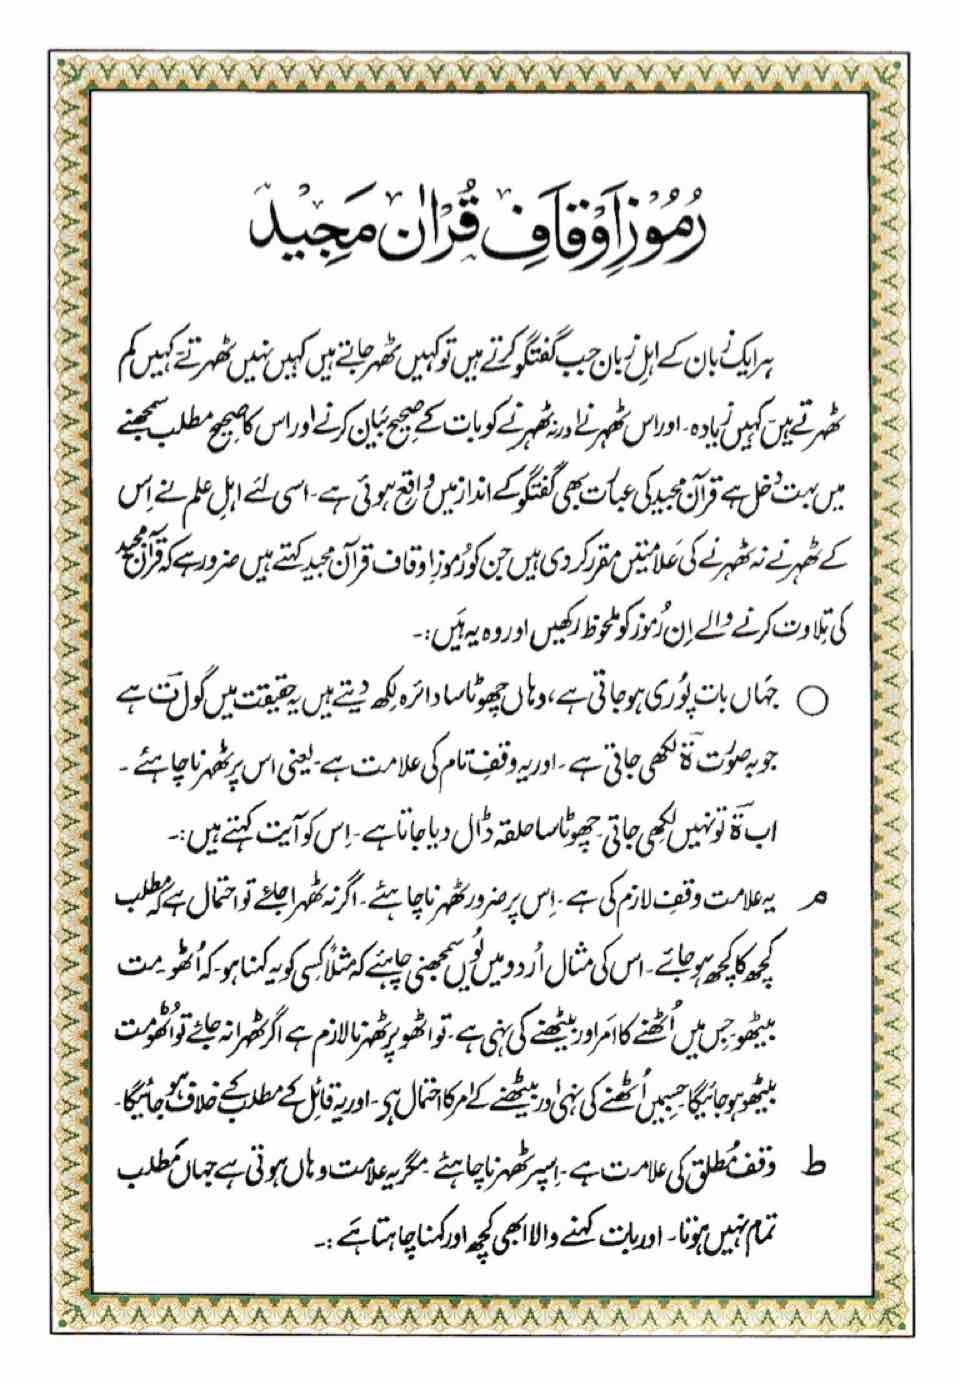 رُمُوْزِ اَوْقَافِ قُرْاٰن مَجِیْد
ہر ایک زبان کے اہلِ زبان جب گفتگو کرتے ہیں تو کہیں ٹھہر جاتے ہیں کہیں نہیں ٹھہرتے کہیں کم
ٹھہرتے ہیں کہیں زیادہ۔ اور اس ٹھہرنے اور نہ ٹھہرنے کو بات کے صحیح بیان کرنے اور اس کا صحیح مطلب سمجھنے
میں بہت دخل ہے قرآن مجید کی عبارت بھی گفتگو کے انداز میں واقع ہوئی ہے۔ اسی لئے اہلِ علم نے اِس
کے ٹھہرنے نہ ٹھہرنے کی علامتیں مقرر کر دی ہیں جن کو رُموزِ اوقاف قرآن مجید کہتے ہیں ضرور ہے کہ قرآن مجید
کی تِلاوت کرنے والے اِن رُموز کو ملحوظ رکھیں اور وہ یہ ہَیں:۔
○ جہاں بات پُوری ہو جاتی ہے، وہاں چھوٹا سا دائرہ لِکھ دیتے ہیں یہ حقیقت میں گول ت ہے
جو بہ صُورت ۃ لکھی جاتی ہے۔ اور یہ وقفِ تام کی علامت ہے۔ یعنی اس پر ٹھہرنا چاہئے۔
اب ۃ تو نہیں لکھی جاتی۔ چھوٹا سا حلقہ ڈال دیا جاتا ہے۔ اِس کو آیت کہتے ہیں:۔
م یہ علامت وقفِ لازم کی ہے۔ اِس پر ضرور ٹھہرنا چاہئے۔ اگر نہ ٹھہرا جائے تو احتمال ہے کہ مطلب
کچھ کا کچھ ہو جائے۔ اس کی مثال اُردو میں یُوں سمجھنی چاہئے کہ مثلاً کسی کو یہ کہنا ہو۔ کہ اُٹھو۔ مت
بیٹھو۔ جس میں اُٹھنے کا امر اور بیٹھنے کی نہی ہے۔ تو اٹھو پر ٹھہرنا لازم ہے اگر ٹھہرا نہ جائے تو اُٹھو مت
بیٹھو ہو جائیگا جسمیں اُٹھنے کی نہی اور بیٹھنے کے امر کا احتمال ہی۔ اور یہ قائل کے مطلب کے خلاف ہو جائیگا۔
ط وقف مُطلق کی علامت ہے۔ اِسپر ٹھہرنا چاہئے۔ مگر یہ علامت وہاں ہوتی ہے جہاں مطلب
تمام نہیں ہوتا۔ اور بات کہنے والا ابھی کچھ اور کہنا چاہتا ہَے:۔